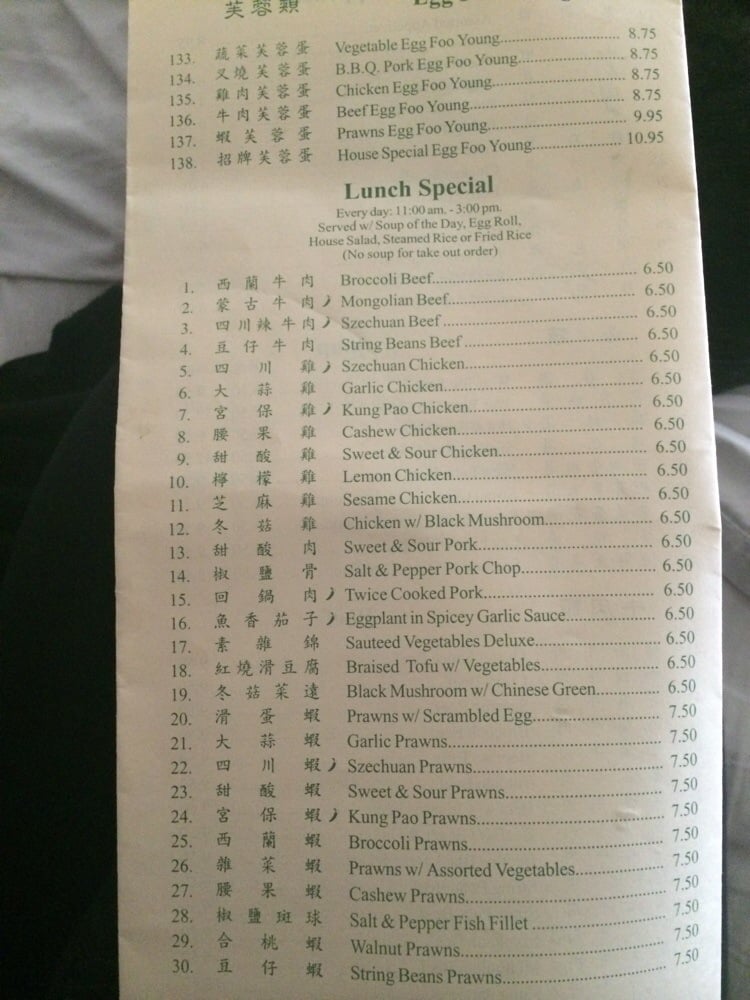 芙蓉類 Egg
133. 蔬菜芙蓉蛋 Vegetable Egg Foo Young 8.75
134. 叉燒芙蓉蛋 B.B.Q. Pork Egg Foo Young 8.75
135. 雞肉芙蓉蛋 Chicken Egg Foo Young 8.75
136. 牛肉芙蓉蛋 Beef Egg Foo Young 8.75
137. 蝦芙蓉蛋 Prawns Egg Foo Young 9.95
138. 招牌芙蓉蛋 House Special Egg Foo Young 10.95
Lunch Special
Every day: 11:00 am. - 3:00 pm.
Served w/ Soup of the Day, Egg Roll,
House Salad, Steamed Rice or Fried Rice
(No soup for take out order)
1. 西蘭牛肉 Broccoli Beef 6.50
2. 蒙古牛肉 Mongolian Beef 6.50
3. 四川辣牛肉 Szechuan Beef 6.50
4. 豆仔牛肉 String Beans Beef 6.50
5. 四川雞 Szechuan Chicken 6.50
6. 大蒜雞 Garlic Chicken 6.50
7. 宮保雞 Kung Pao Chicken 6.50
8. 腰果雞 Cashew Chicken 6.50
9. 甜酸雞 Sweet & Sour Chicken 6.50
10. 檸檬雞 Lemon Chicken 6.50
11. 芝麻雞 Sesame Chicken 6.50
12. 冬菇雞 Chicken w/ Black Mushroom 6.50
13. 甜酸肉 Sweet & Sour Pork 6.50
14. 椒鹽骨 Salt & Pepper Pork Chop 6.50
15. 回鍋肉 Twice Cooked Pork 6.50
16. 魚香茄子 Eggplant in Spicey Garlic Sauce 6.50
17. 素雜錦 Sauteed Vegetables Deluxe 6.50
18. 紅燒滑豆腐 Braised Tofu w/ Vegetables 6.50
19. 冬菇菜遠 Black Mushroom w/ Chinese Green 6.50
20. 滑蛋蝦 Prawns w/ Scrambled Egg 7.50
21. 大蒜蝦 Garlic Prawns 7.50
22. 四川蝦 Szechuan Prawns 7.50
23. 甜酸蝦 Sweet & Sour Prawns 7.50
24. 宮保蝦 Kung Pao Prawns 7.50
25. 西蘭蝦 Broccoli Prawns 7.50
26. 雜菜蝦 Prawns w/ Assorted Vegetables 7.50
27. 腰果蝦 Cashew Prawns 7.50
28. 椒鹽斑球 Salt & Pepper Fish Fillet 7.50
29. 合桃蝦 Walnut Prawns 7.50
30. 豆仔蝦 String Beans Prawns 7.50